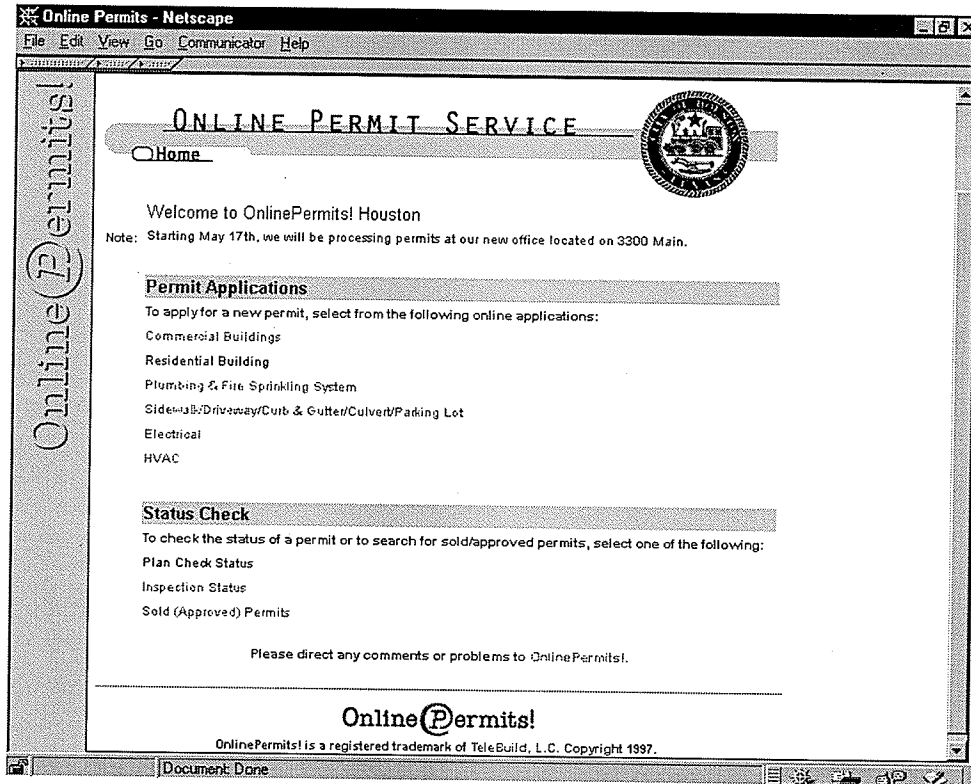 Online Permits - Netscape
File Edit View Go Communicator Help
OnlinePermits!
ONLINE PERMIT SERVICE
Home
Welcome to OnlinePermits! Houston
Note: Starting May 17th, we will be processing permits at our new office located on 3300 Main.
Permit Applications
To apply for a new permit, select from the following online applications:
Commercial Buildings
Residential Building
Plumbing & Fire Sprinkling System
Sidewalk/Driveway/Curb & Gutter/Culvert/Parking Lot
Electrical
HVAC
Status Check
To check the status of a permit or to search for sold/approved permits, select one of the following:
Plan Check Status
Inspection Status
Sold (Approved) Permits
Please direct any comments or problems to OnlinePermits!.
OnlinePermits!
OnlinePermits! is a registered trademark of TeleBuild, L.C. Copyright 1997.
Document: Done